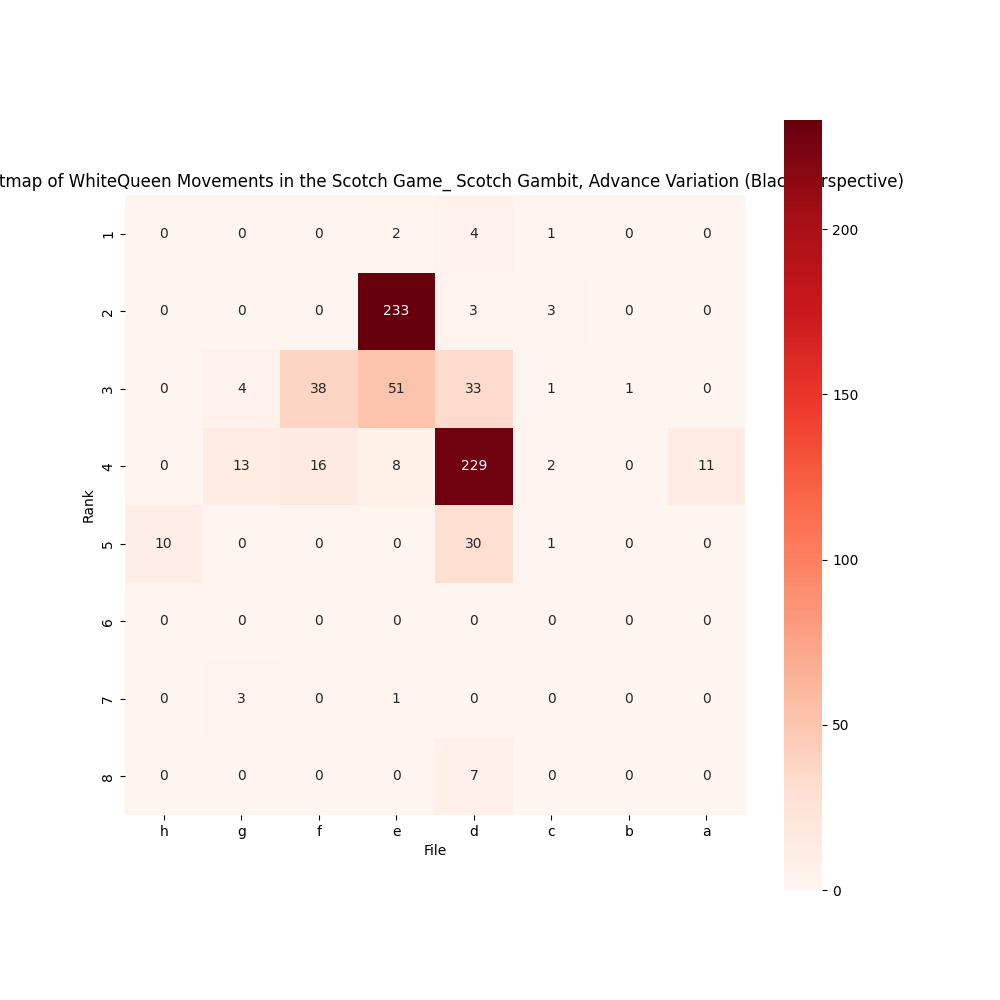 tmap of WhiteQueen Movements in the Scotch Game_ Scotch Gambit, Advance Variation (Blac rspective)
1 0 0 0 2 4 1 0 0
2 0 0 0 233 3 3 0 0
3 0 4 38 51 33 1 1 0
4 0 13 16 8 229 2 0 11
5 10 0 0 0 30 1 0 0
6 0 0 0 0 0 0 0 0
7 0 3 0 1 0 0 0 0
8 0 0 0 0 7 0 0 0
Rank
h g f e d c b a
File
200
150
100
50
0